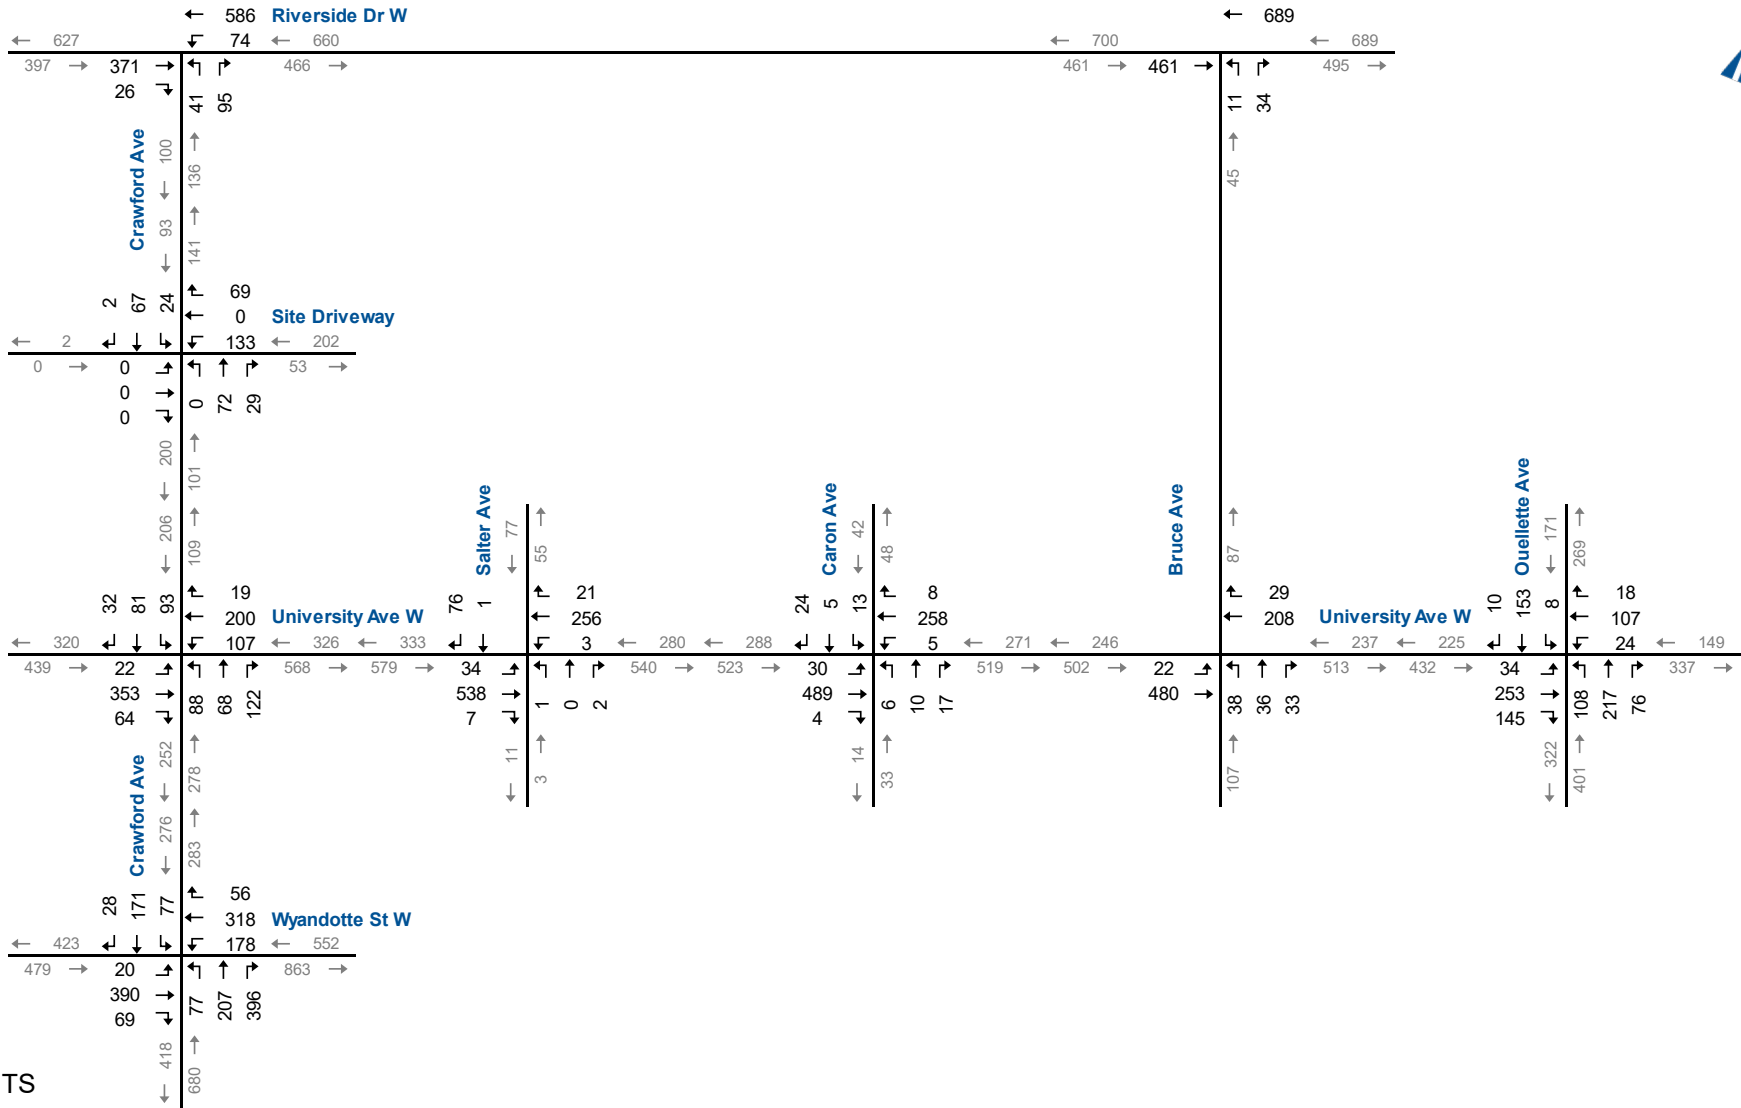 586 Riverside Dr W
689
627 74 660 700 689
397 371 466 461 461 495
26
41 95
11 34
Crawford Ave
100
136
93
141
45
2 67 24
69
0 Site Driveway
2 133 202
0 0 53
0
0
0 72 29
200
101
206
109
Salter Ave
77
55
Caron Ave
42
48
Bruce Ave
87
Ouellette Ave
171
269
32 81 93
19
76 1
21
24 5 13
8
29
10 153 8
18
200 University Ave W
256
258
208 University Ave W
107
320 107 326 333 3 280 288 5 271 246 237 225 24 149
439 22 568 579 34 540 523 30 519 502 22 513 432 34 337
353 538 489 480 253
64 7 4 145
88 68 122
1 0 2
6 10 17
38 36 33
108 217 76
Crawford Ave
252
278
276
283
11
3
14
33
107
322
401
28 171 77
56
318 Wyandotte St W
423 178 552
479 20 863
390
69
77 207 396
418
680
TS